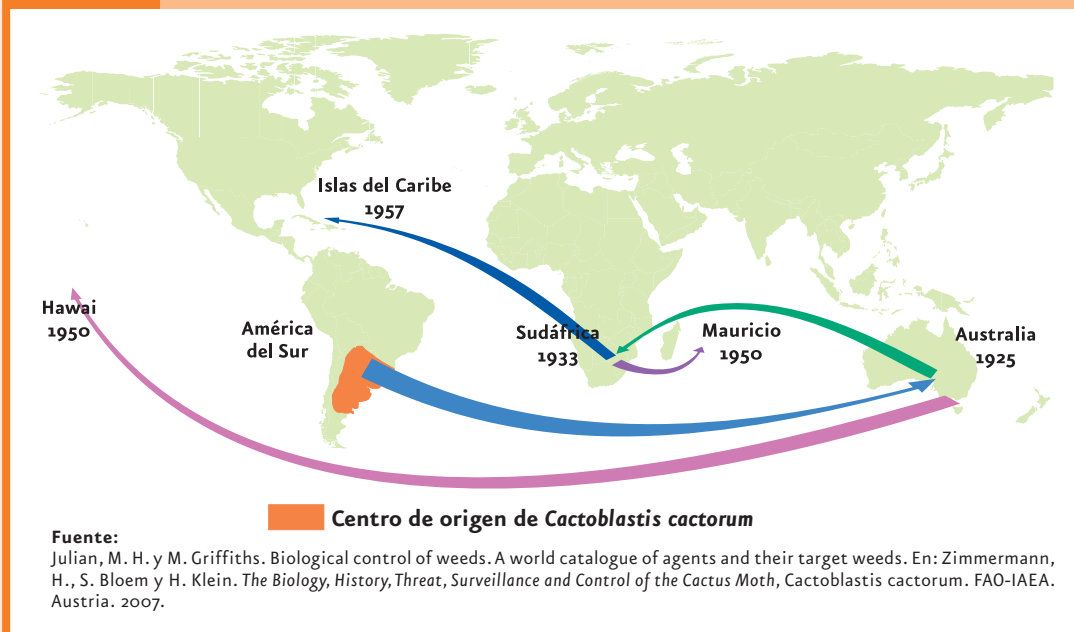 Islas del Caribe
1957
Hawai
1950
América
del Sur
Sudáfrica
1933
Mauricio
1950
Australia
1925
Centro de origen de Cactoblastis cactorum
Fuente:
Julian, M. H. y M. Griffiths. Biological control of weeds. A world catalogue of agents and their target weeds. En: Zimmermann,
H., S. Bloem y H. Klein. The Biology, History, Threat, Surveillance and Control of the Cactus Moth, Cactoblastis cactorum. FAO-IAEA.
Austria. 2007.